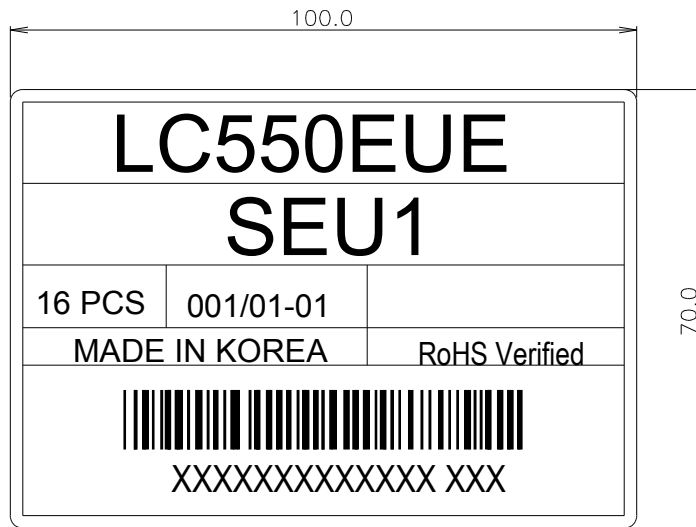 100.0
LC550EUE
SEU1
16 PCS 001/01-01
70.0
MADE IN KOREA RoHS Verified
XXXXXXXXXXXXX XXX